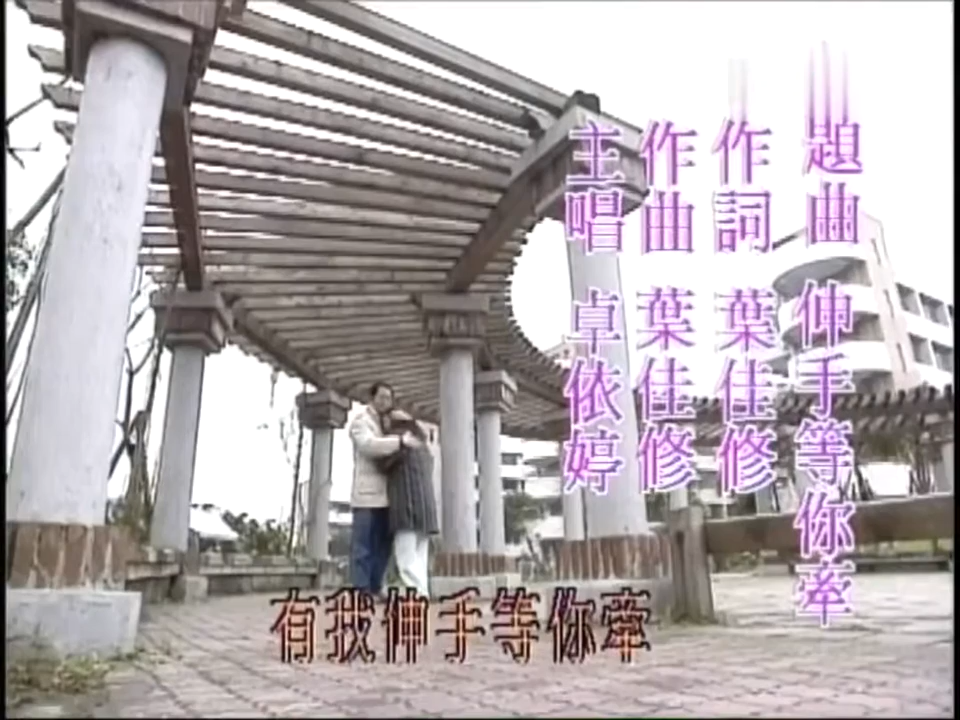 題曲 伸手等你牽
作詞 葉佳修
作曲 葉佳修
主唱 卓依婷
有我伸手等你牽